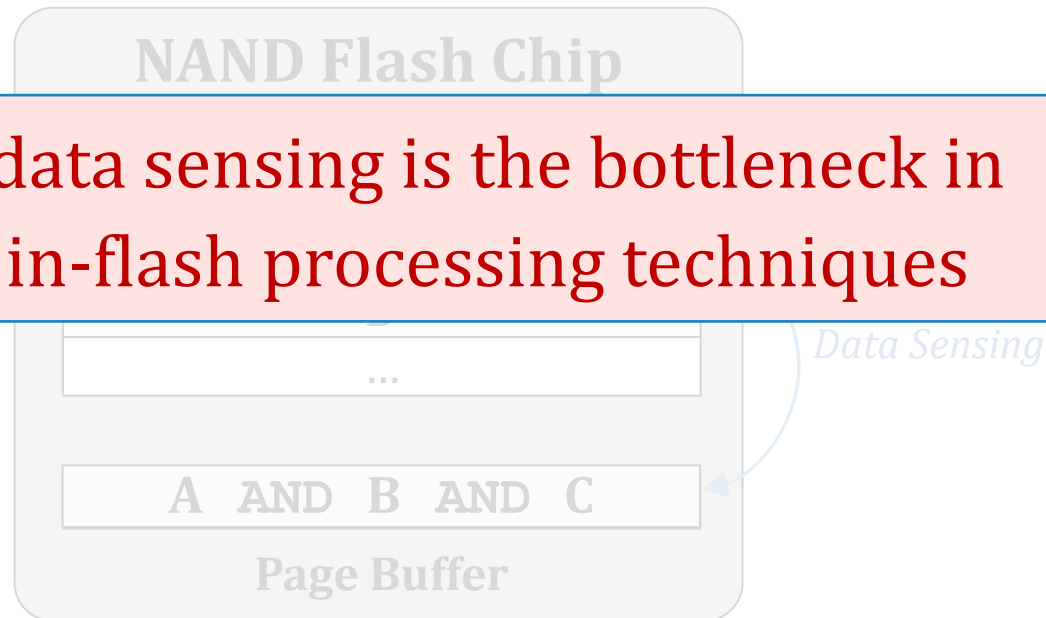 NAND Flash Chip
data sensing is the bottleneck in
in-flash processing techniques
Data Sensing
...
A AND B AND C
Page Buffer